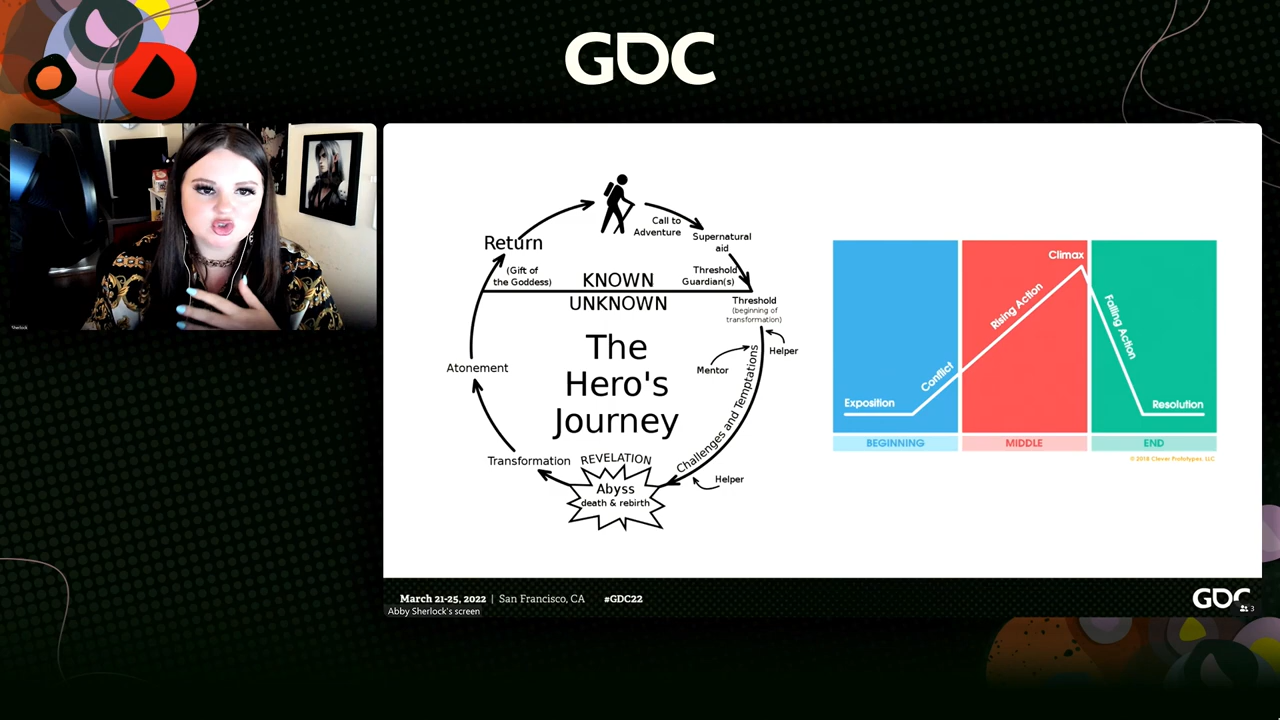 GDC
Sherlock
Call to
Adventure
Supernatural
aid
Return
(Gift of
the Goddess)
KNOWN
Threshold
Guardian(s)
UNKNOWN
Threshold
(beginning of
transformation)
The
Hero's
Journey
Helper
Mentor
Challenges and Temptations
Atonement
Transformation
REVELATION
Abyss
death & rebirth
Helper
Exposition
Conflict
Rising Action
Climax
Falling Action
Resolution
BEGINNING
MIDDLE
END
© 2018 Clever Prototypes, LLC
March 21-25, 2022 | San Francisco, CA #GDC22
GDC
Abby Sherlock's screen
3